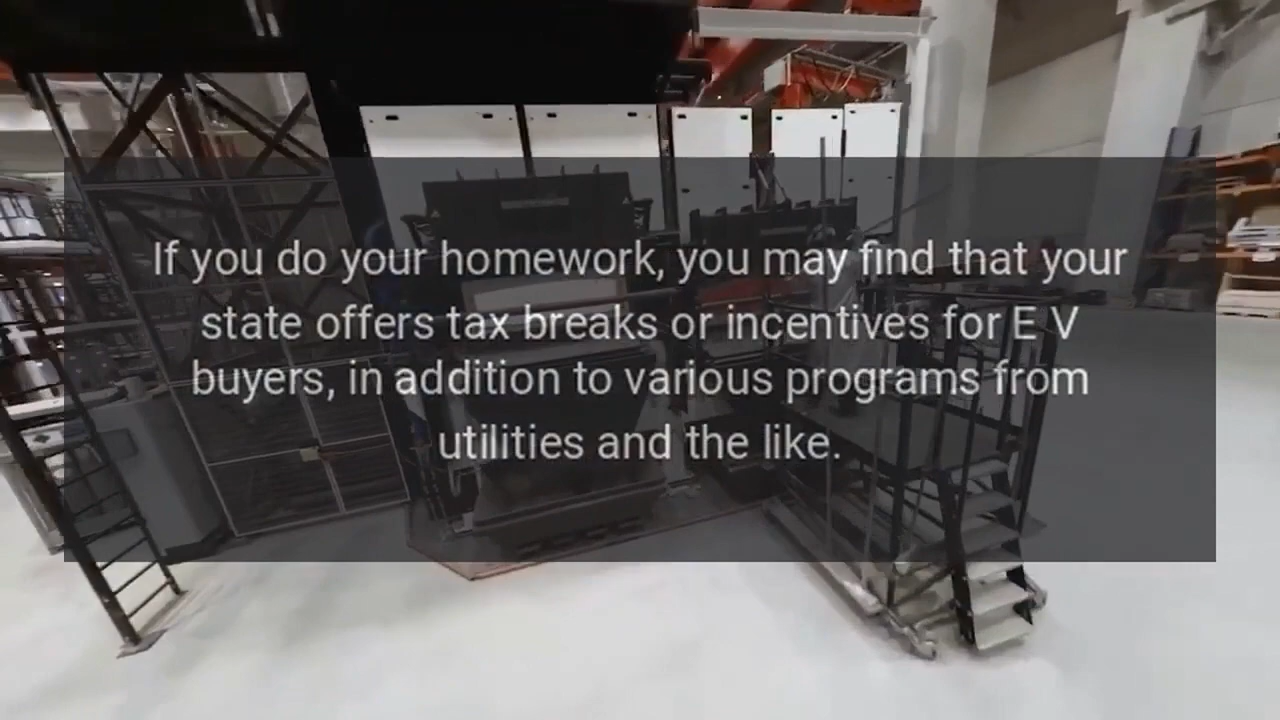 If you do your homework, you may find that your
state offers tax breaks or incentives for E V
buyers, in addition to various programs from
utilities and the like.